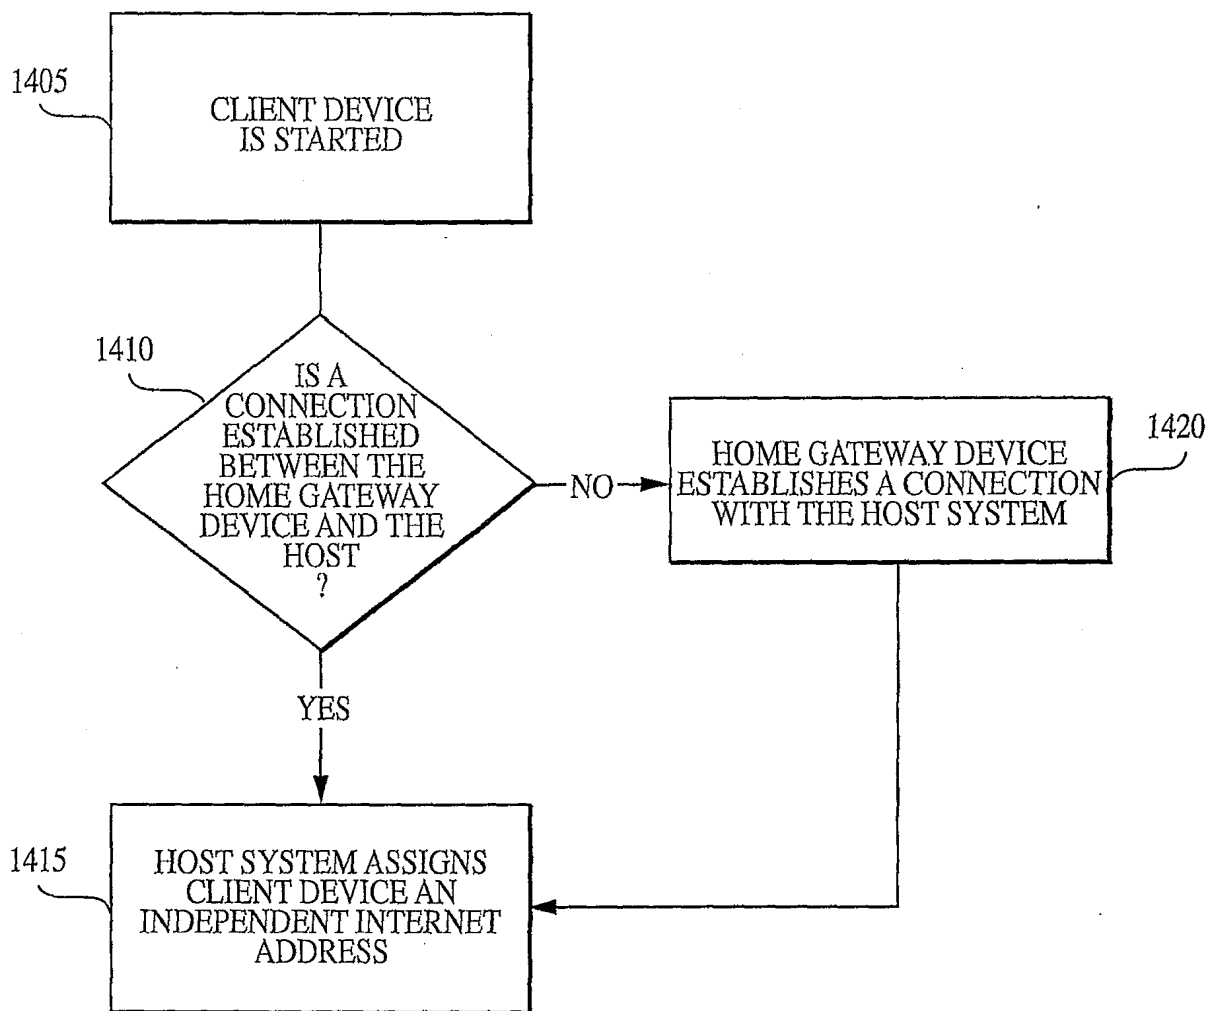 1405
CLIENT DEVICE
IS STARTED
1410
IS A
CONNECTION
ESTABLISHED
BETWEEN THE
HOME GATEWAY
DEVICE AND THE
HOST
?
NO
HOME GATEWAY DEVICE
ESTABLISHES A CONNECTION
WITH THE HOST SYSTEM
1420
YES
1415
HOST SYSTEM ASSIGNS
CLIENT DEVICE AN
INDEPENDENT INTERNET
ADDRESS